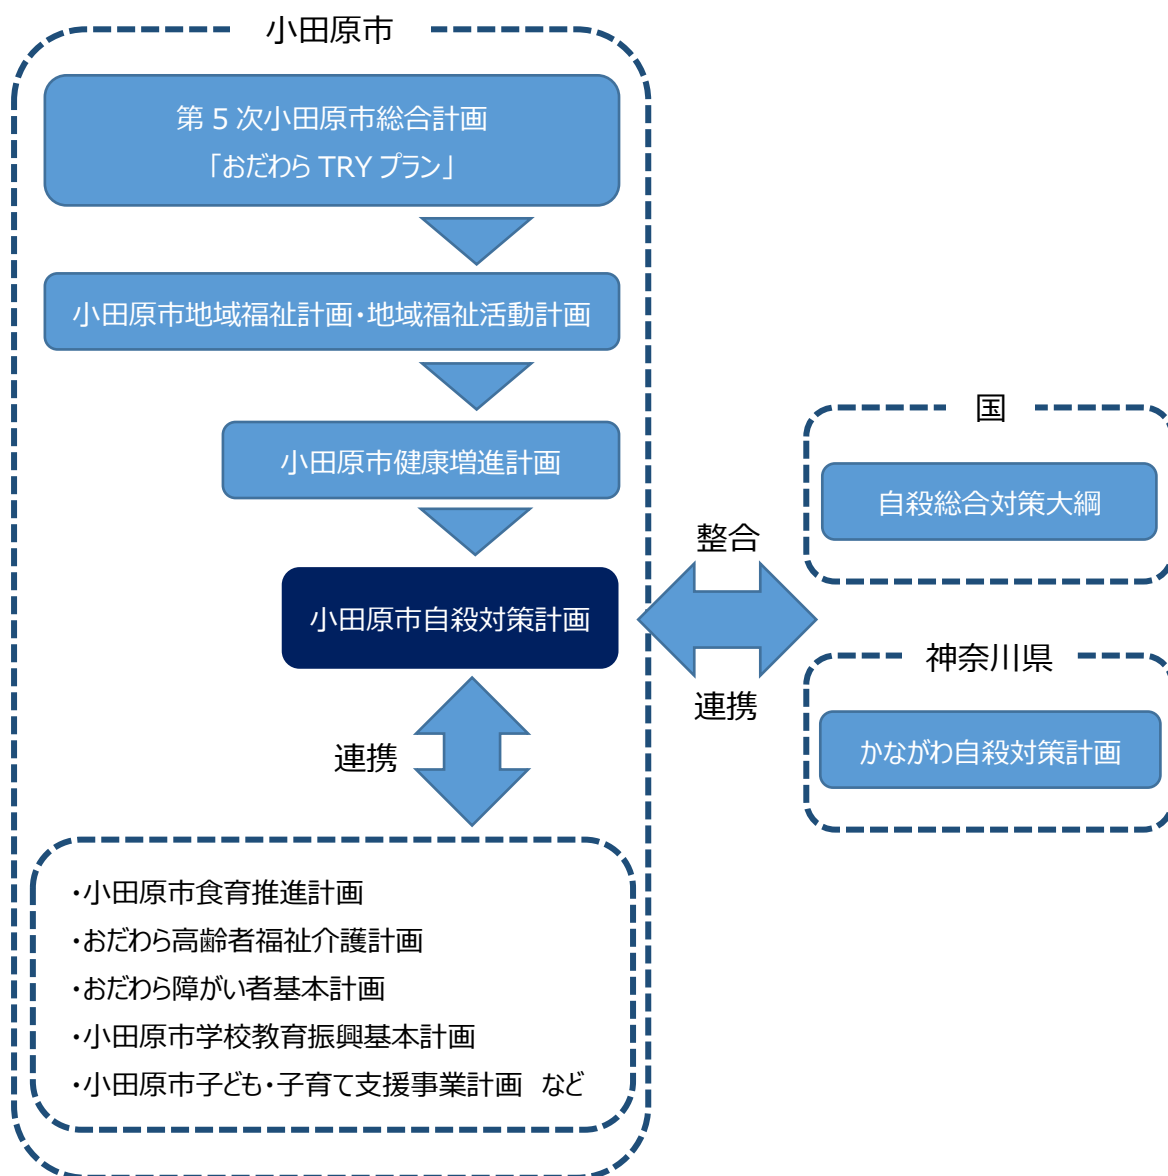 小田原市
第 5 次小田原市総合計画
「おだわら TRY プラン」
小田原市地域福祉計画・地域福祉活動計画
小田原市健康増進計画
小田原市自殺対策計画
連携
・小田原市食育推進計画
・おだわら高齢者福祉介護計画
・おだわら障がい者基本計画
・小田原市学校教育振興基本計画
・小田原市子ども・子育て支援事業計画　など
整合
連携
国
自殺総合対策大綱
神奈川県
かながわ自殺対策計画